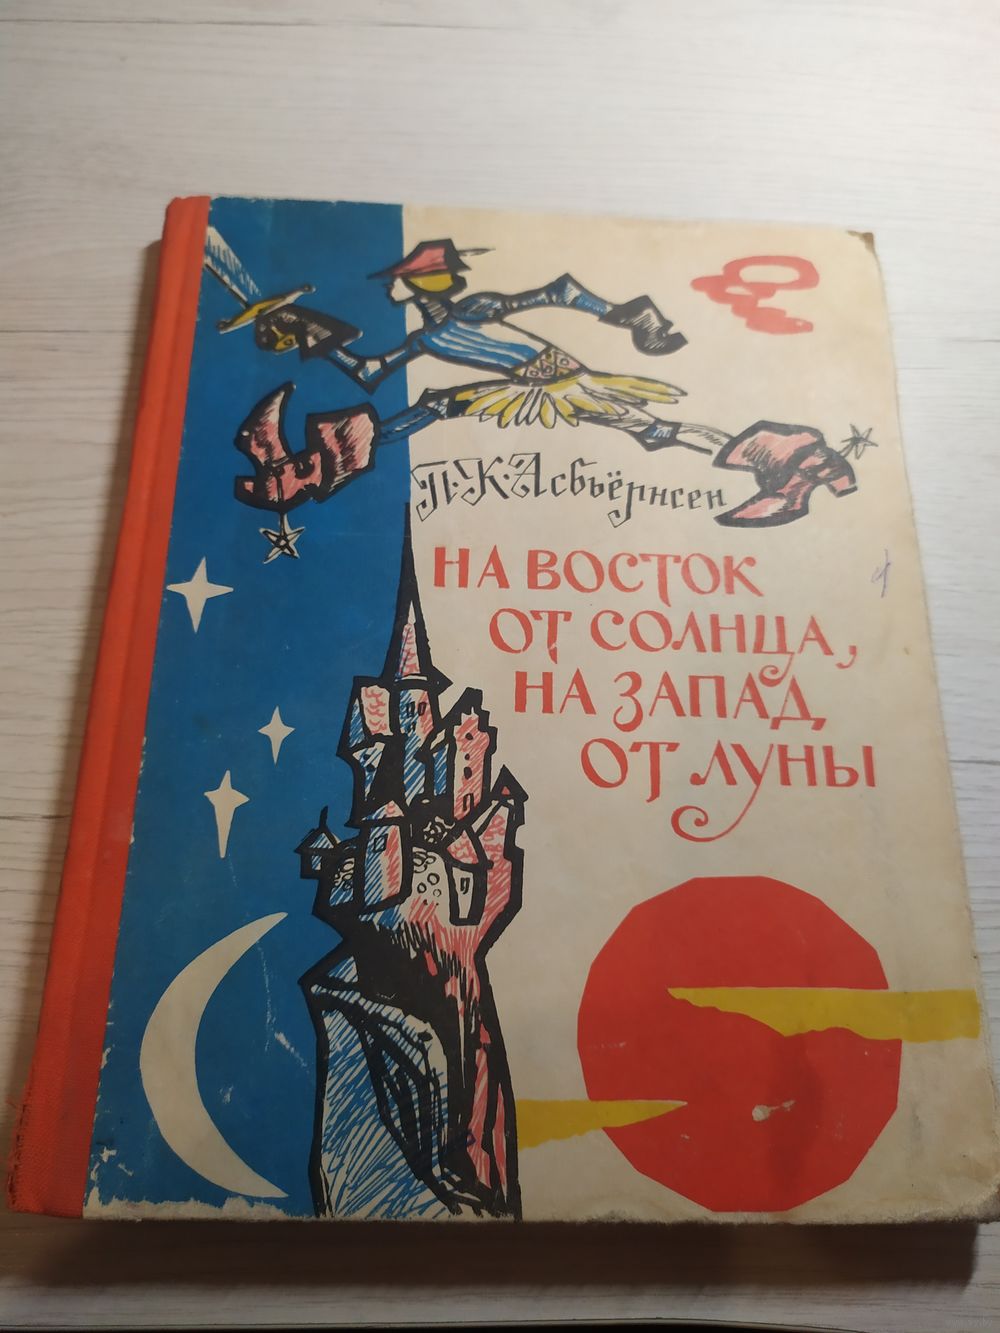 П. К. Асбьёрнсен
НА ВОСТОК
ОТ СОЛНЦА,
НА ЗАПАД
ОТ ЛУНЫ